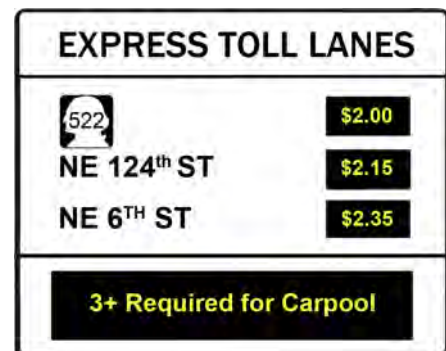 EXPRESS TOLL LANES
522 $2.00
NE 124th ST $2.15
NE 6TH ST $2.35
3+ Required for Carpool